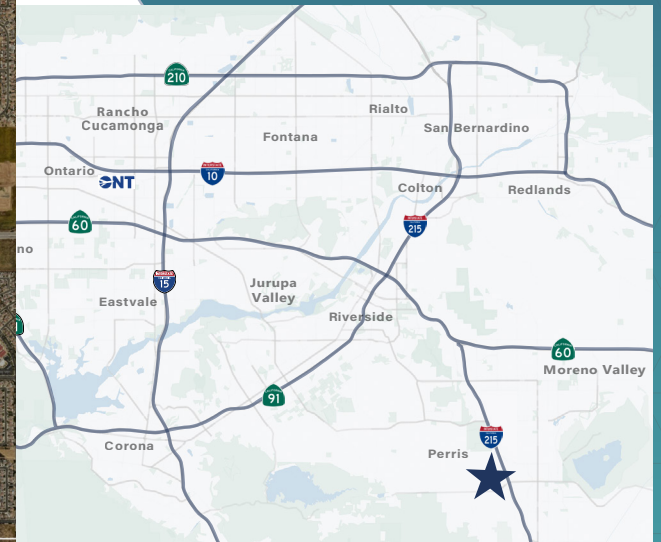 210
Rancho
Cucamonga
Rialto
San Bernardino
Fontana
Ontario
ONT
10
Colton
Redlands
60
215
no
15
Jurupa
Valley
Eastvale
Riverside
60
Moreno Valley
91
215
Corona
Perris